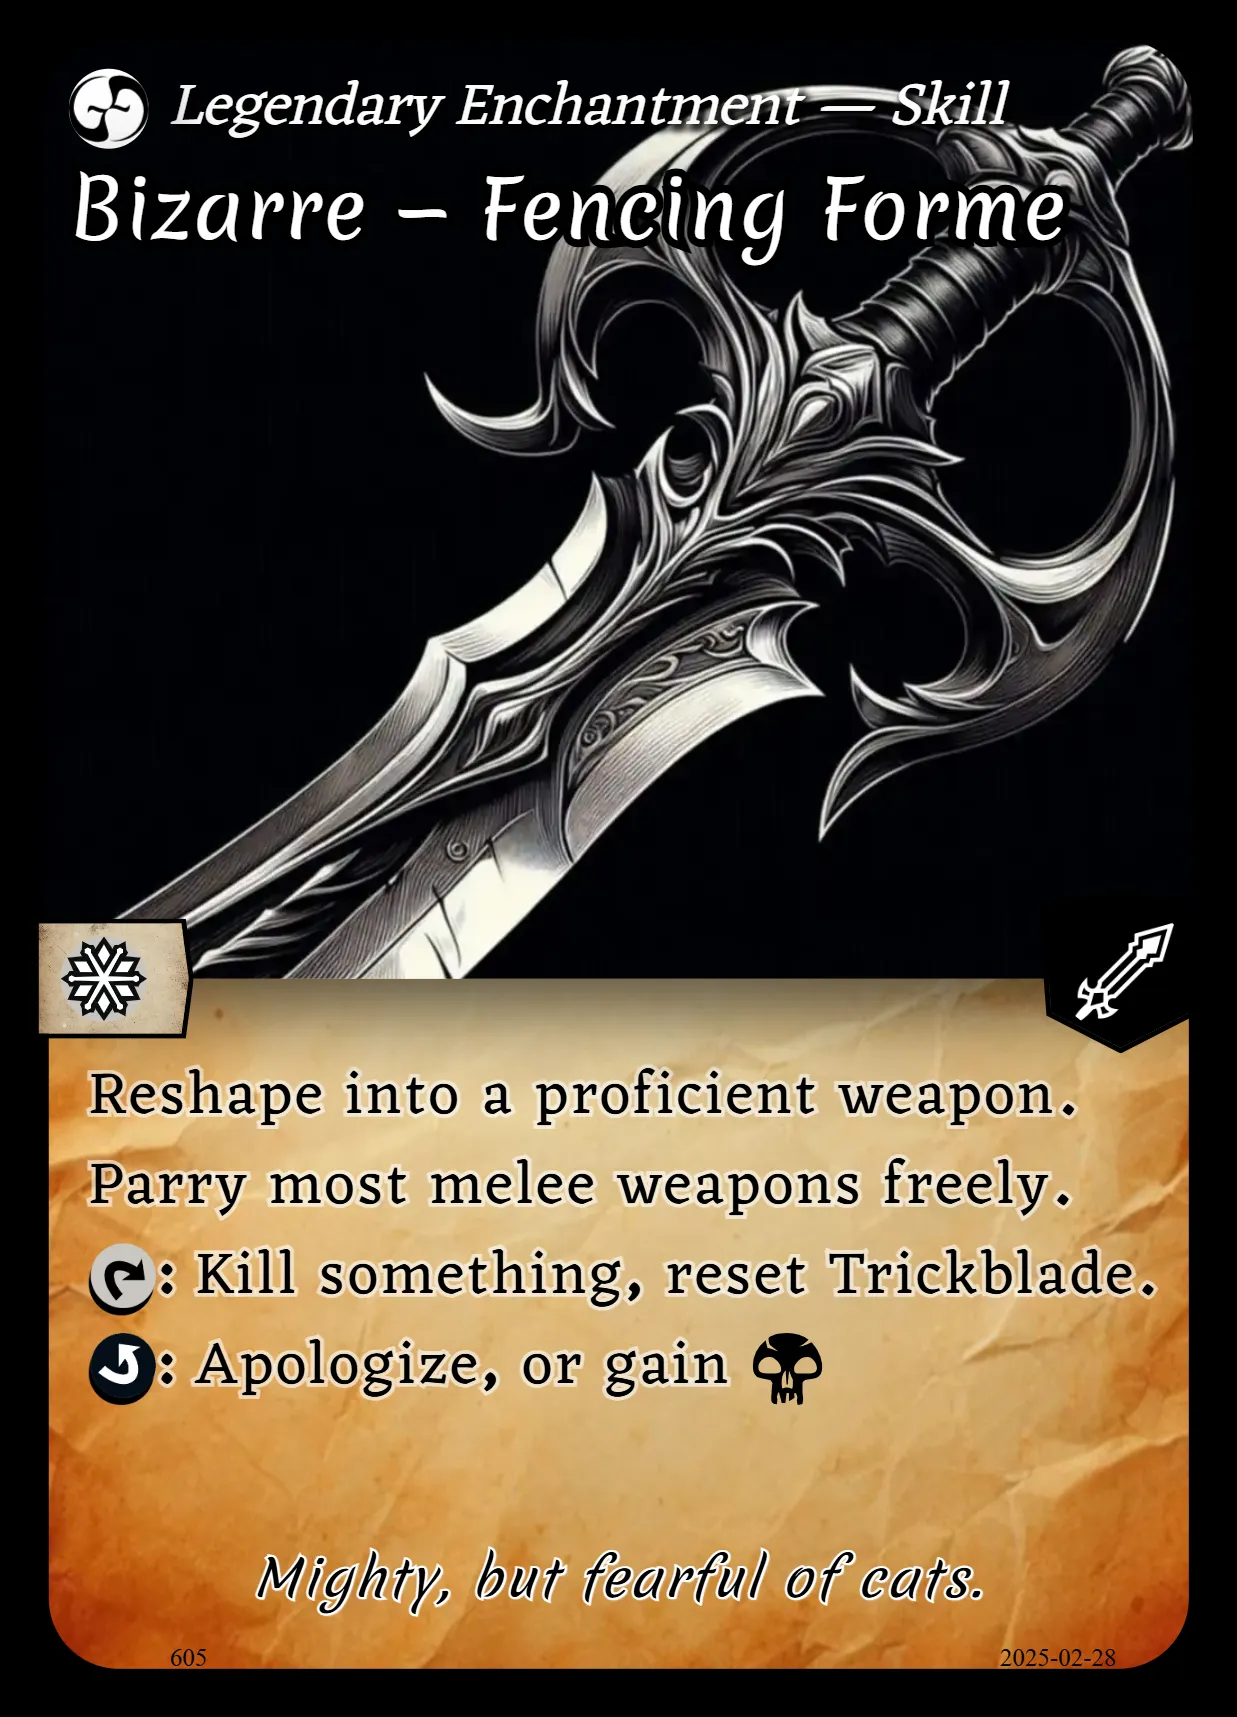 Legendary Enchantment — Skill
Bizarre – Fencing Forme
Reshape into a proficient weapon.
Parry most melee weapons freely.
: Kill something, reset Trickblade.
: Apologize, or gain
Mighty, but fearful of cats.
605
2025-02-28